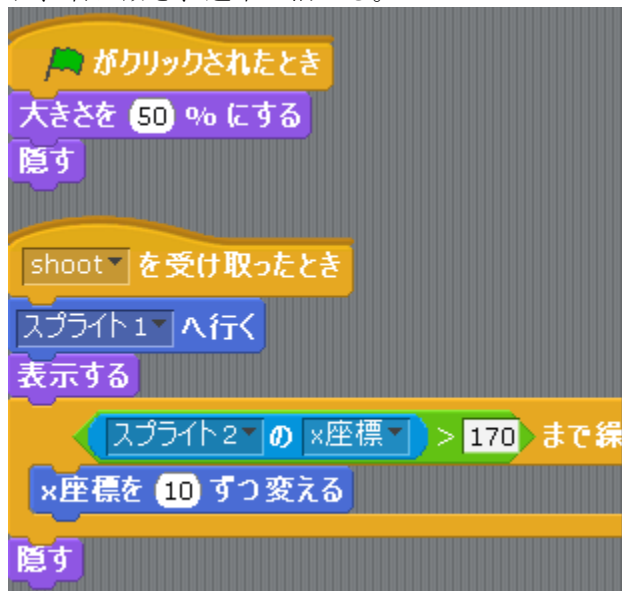 がクリックされたとき
大きさを 50 % にする
隠す
shoot を受け取ったとき
スプライト1 へ行く
表示する
スプライト2 の x座標 > 170 まで繰
x座標を 10 ずつ変える
隠す